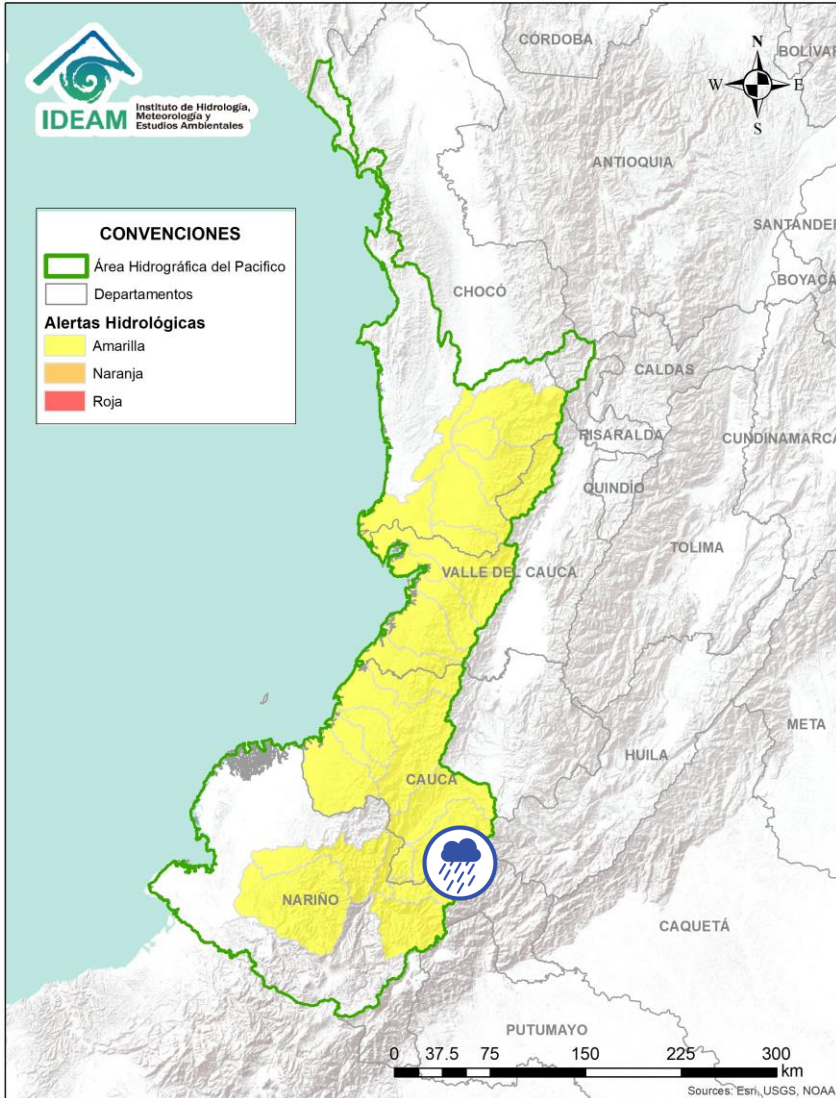 IDEAM
Instituto de Hidrología,
Meteorología y
Estudios Ambientales
N
W E
S
CÓRDOBA
BOLÍVAR
ANTIOQUIA
SANTANDER
BOYACÁ
CHOCÓ
CALDAS
RISARALDA
CUNDINAMARCA
QUINDÍO
TOLIMA
VALLE DEL CAUCA
META
HUILA
CAUCA
NARIÑO
CAQUETÁ
PUTUMAYO
CONVENCIONES
Área Hidrográfica del Pacifico
Departamentos
Alertas Hidrológicas
Amarilla
Naranja
Roja
0 37.5 75 150 225 300
km
Sources: Esri, USGS, NOAA